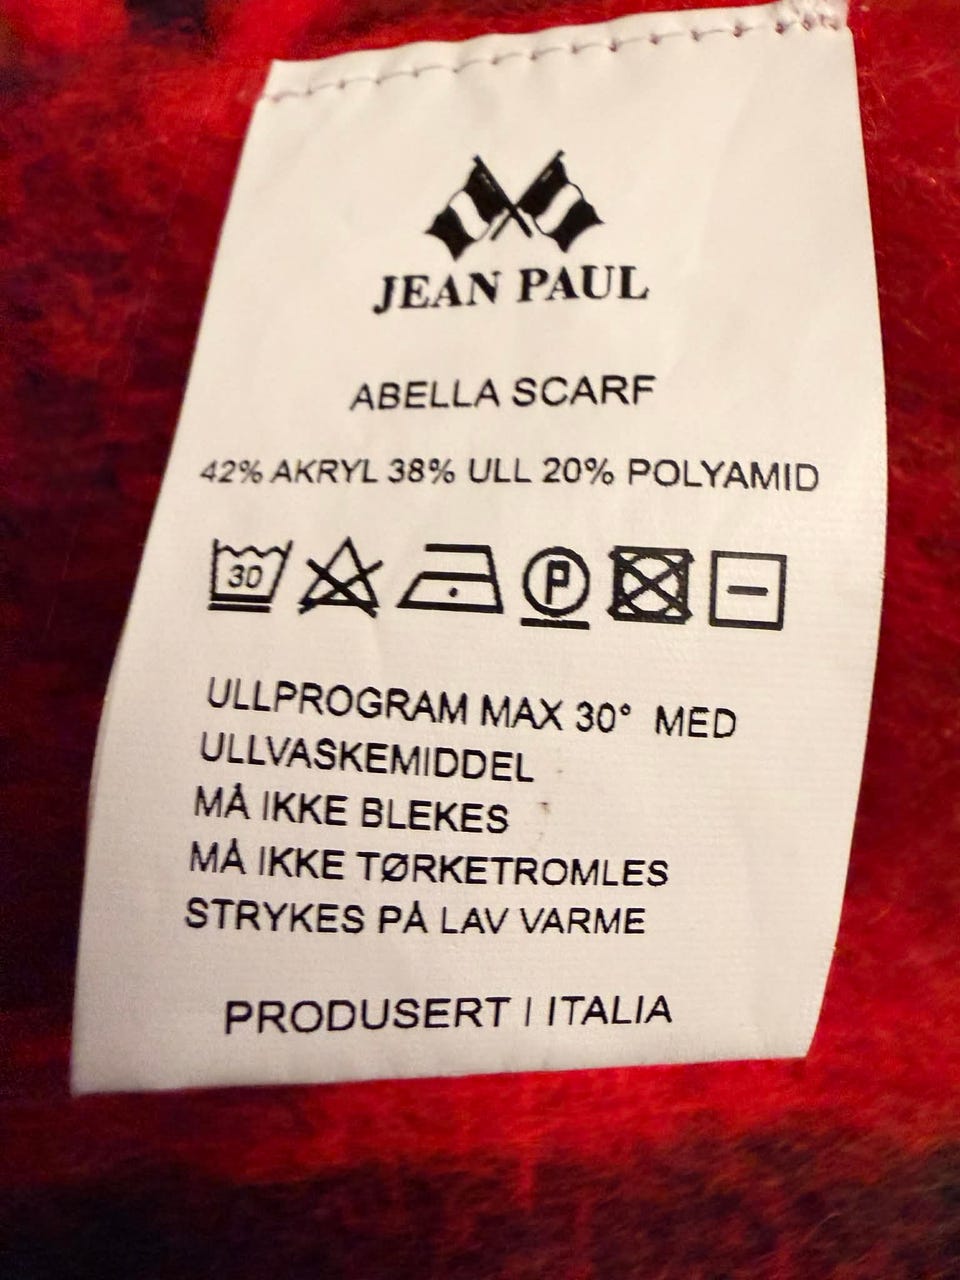 JEAN PAUL
ABELLA SCARF
42% AKRYL 38% ULL 20% POLYAMID
30 P
ULLPROGRAM MAX 30° MED
ULLVASKEMIDDEL
MÅ IKKE BLEKES
MÅ IKKE TØRKETROMLES
STRYKES PÅ LAV VARME
PRODUSERT I ITALIA